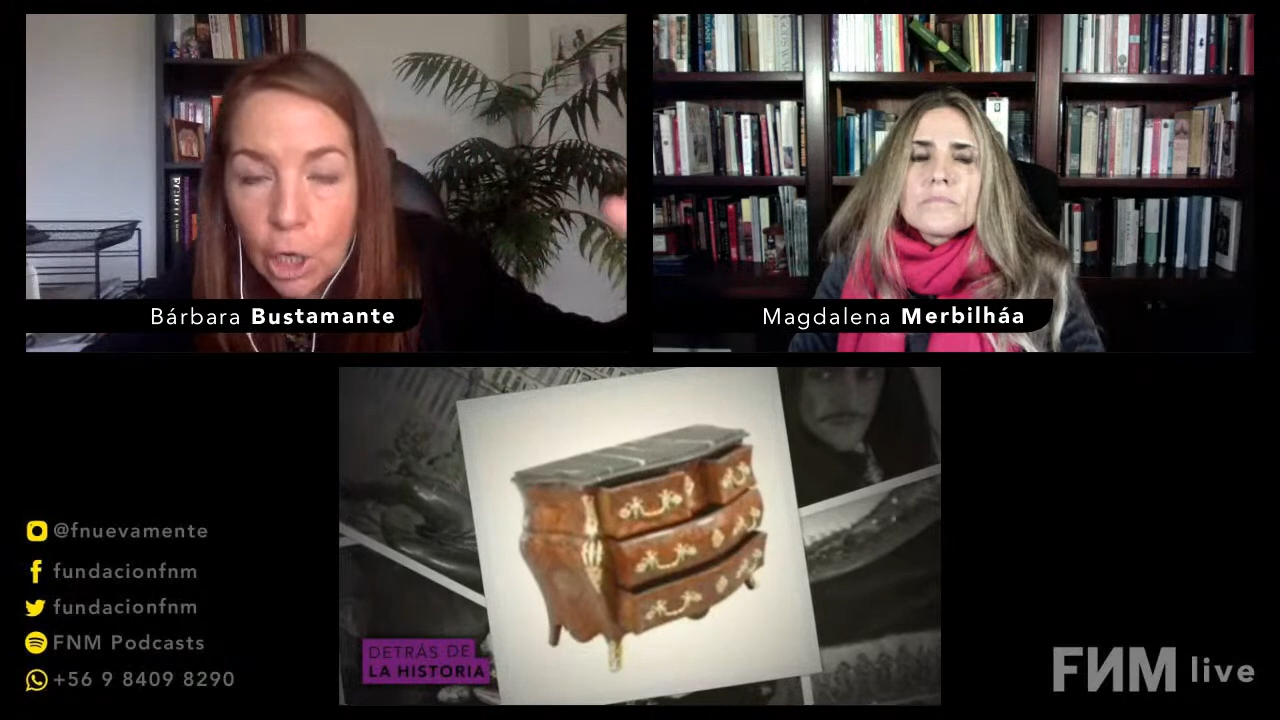 Bárbara Bustamante
Magdalena Merbilháa
@fnuevamente
fundacionfnm
fundacionfnm
FNM Podcasts
+56 9 8409 8290
DETRÁS DE
LA HISTORIA
FNM live